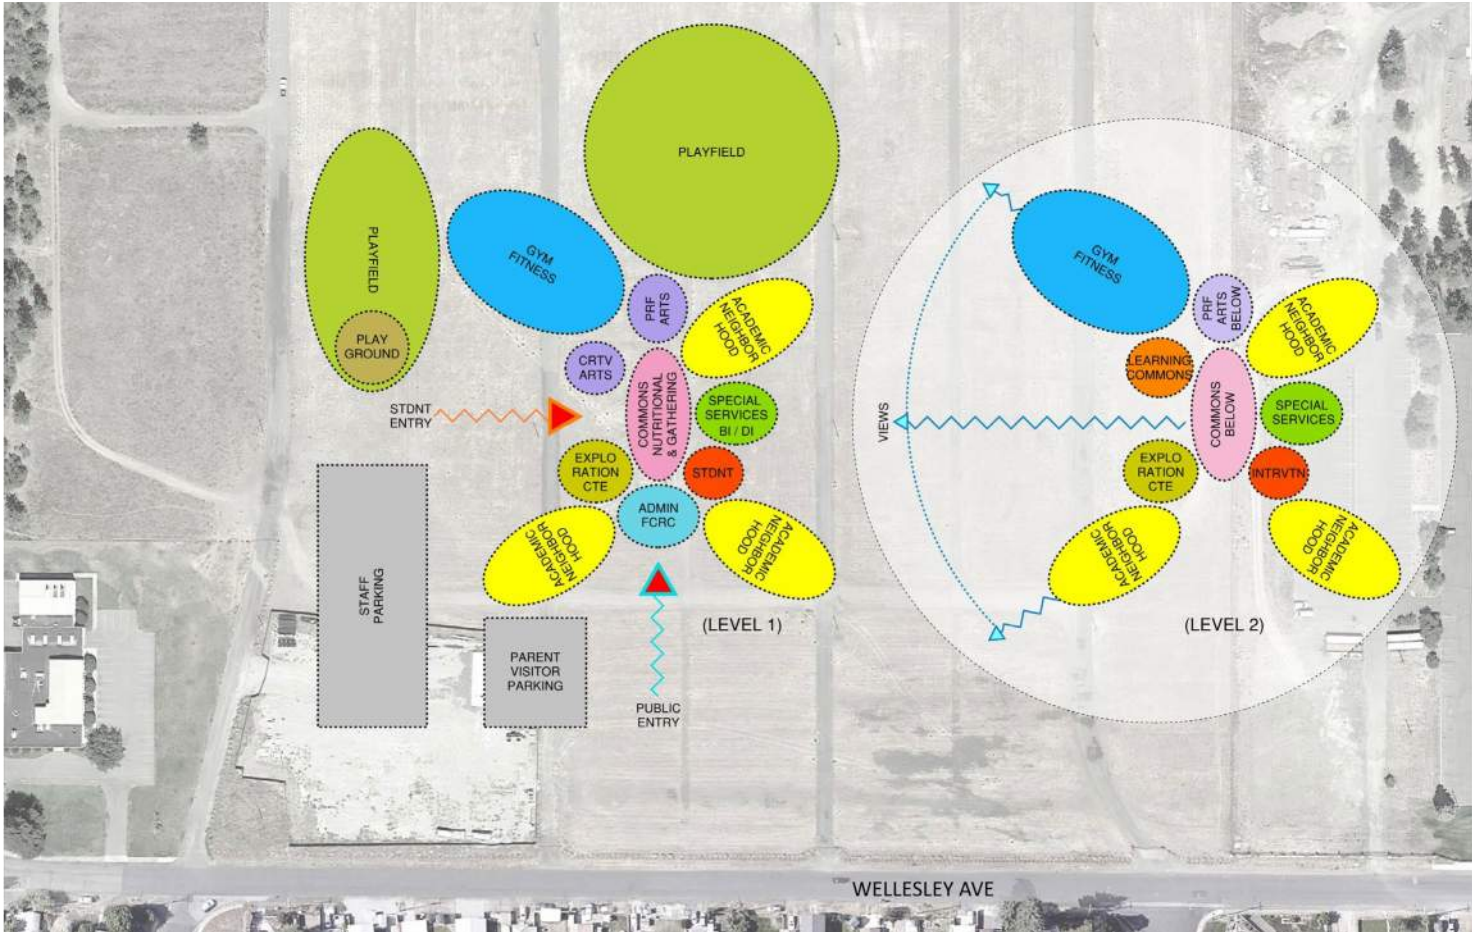 PLAYFIELD
PLAYFIELD
PLAY
GROUND
GYM
FITNESS
PRF
ARTS
ACADEMIC
NEIGHBOR
HOOD
CRTV
ARTS
COMMONS
NUTRITIONAL
& GATHERING
SPECIAL
SERVICES
BI / DI
STDNT
ENTRY
EXPLO
RATION
CTE
STDNT
ADMIN
FCRC
ACADEMIC
NEIGHBOR
HOOD
ACADEMIC
NEIGHBOR
HOOD
STAFF
PARKING
PARENT
VISITOR
PARKING
PUBLIC
ENTRY
(LEVEL 1)
GYM
FITNESS
PRF
ARTS
BELOW
ACADEMIC
NEIGHBOR
HOOD
LEARNING
COMMONS
COMMONS
BELOW
SPECIAL
SERVICES
VIEWS
EXPLO
RATION
CTE
INTRVTN
ACADEMIC
NEIGHBOR
HOOD
ACADEMIC
NEIGHBOR
HOOD
(LEVEL 2)
WELLESLEY AVE